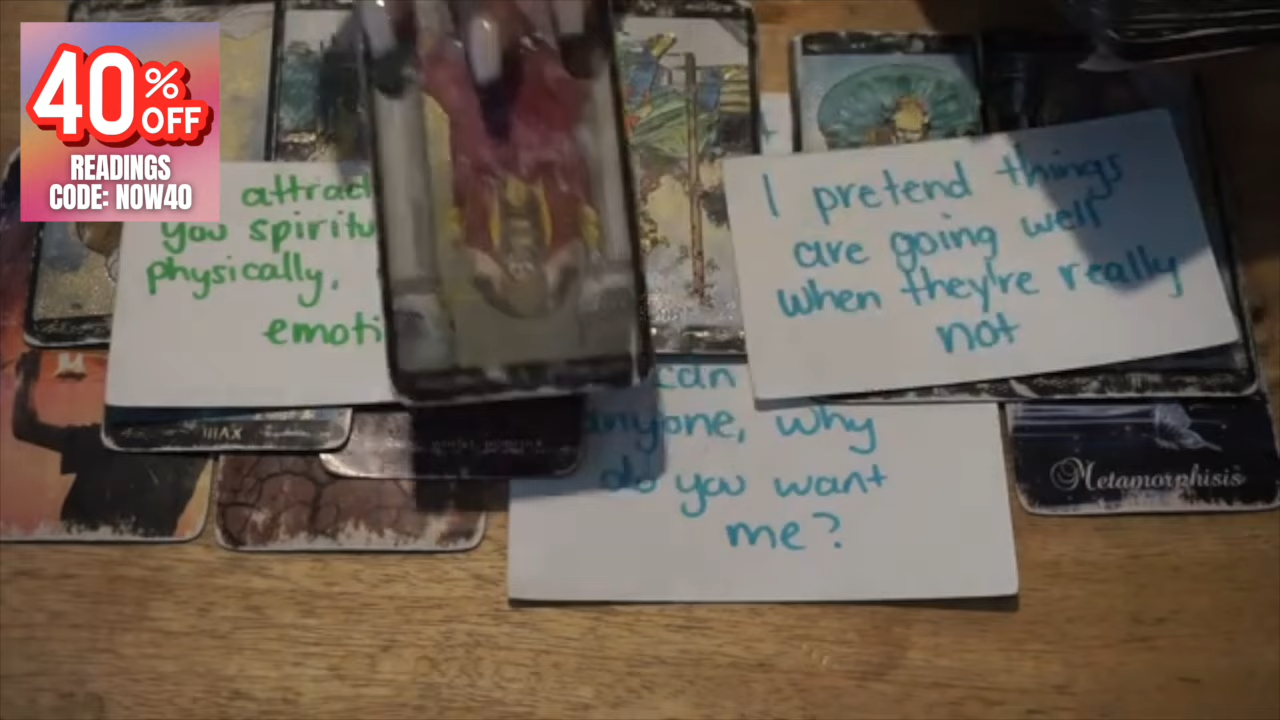 40% OFF
READINGS
CODE: NOW40
attract
you spiritu
physically,
emoti
I pretend things
are going well
when they're really
not
can
anyone, why
do you want
me?
Metamorphisis